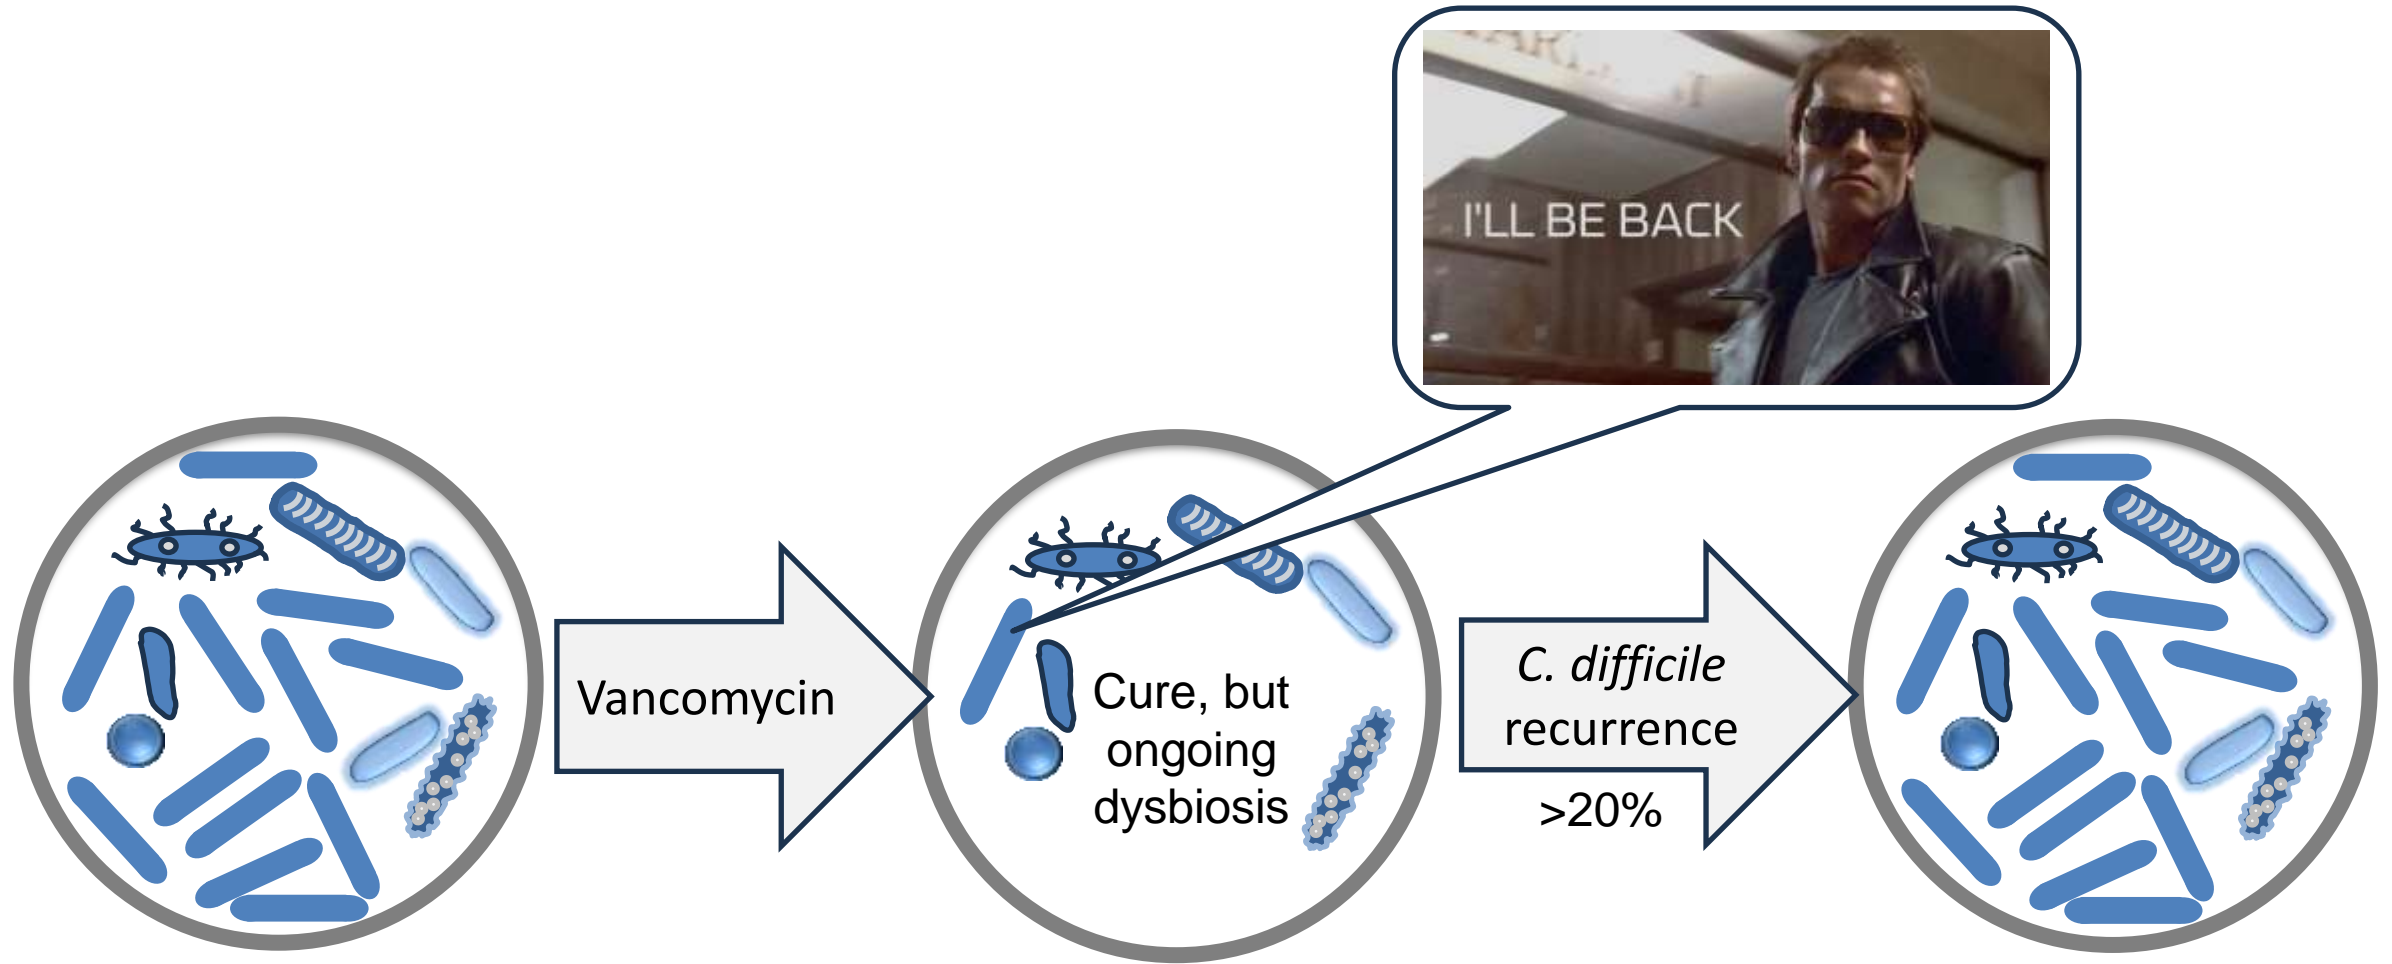 I'LL BE BACK
Vancomycin
Cure, but
ongoing
dysbiosis
C. difficile
recurrence
>20%